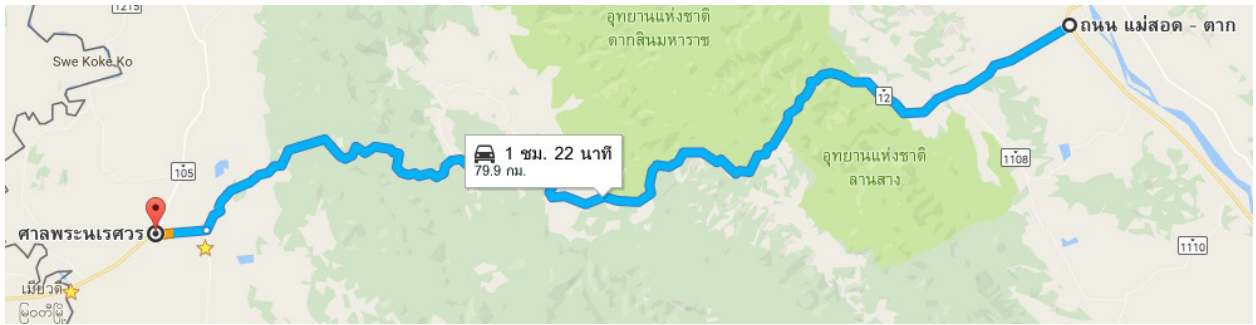 1215
อุทยานแห่งชาติ
ตากสินมหาราช
ถนน แม่สอด - ตาก
Swe Koke Ko
12
1 ชม. 22 นาที
79.9 กม.
อุทยานแห่งชาติ
ลานสาง
1108
105
ศาลพระนเรศวร
1110
เมียวดี
မြဝတီမြို့